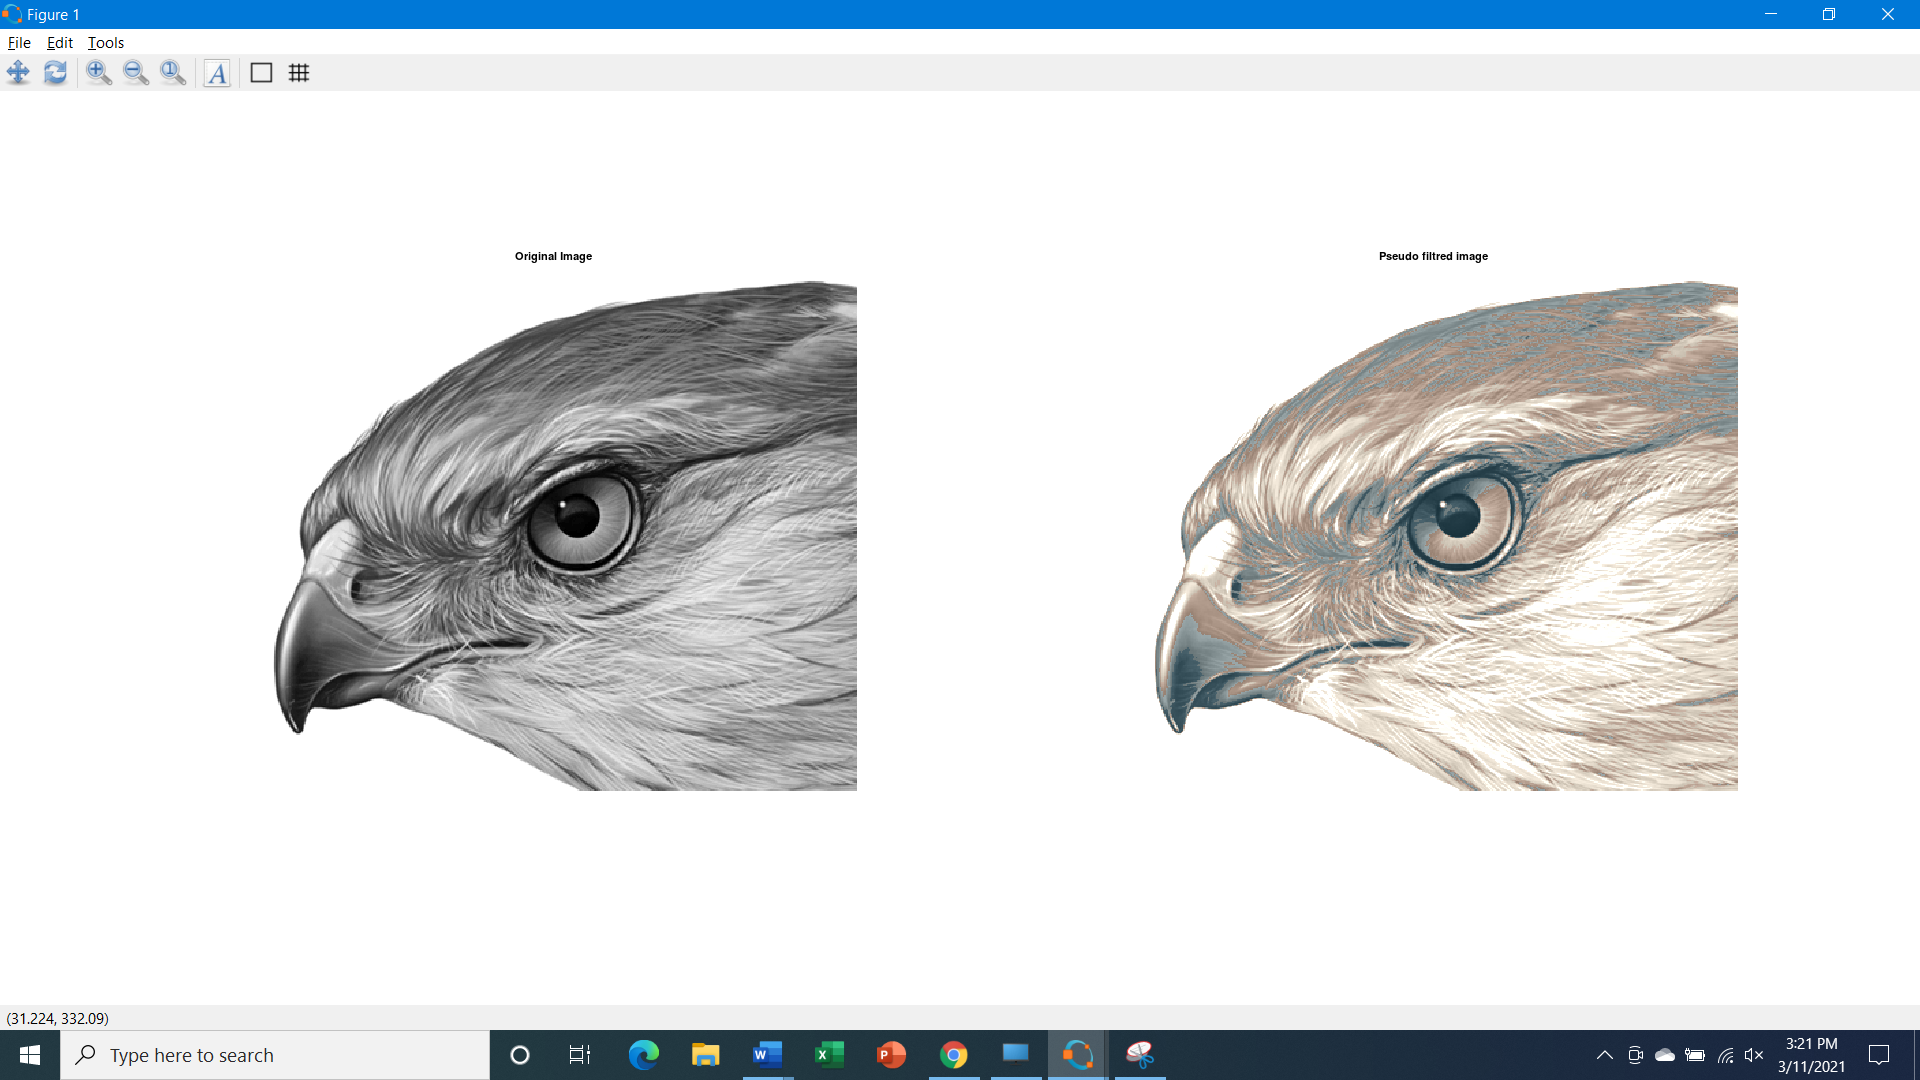 Figure 1
File Edit Tools
1 A
Original Image
Pseudo filtred image
(31.224, 332.09)
Type here to search
W X P
3:21 PM
3/11/2021